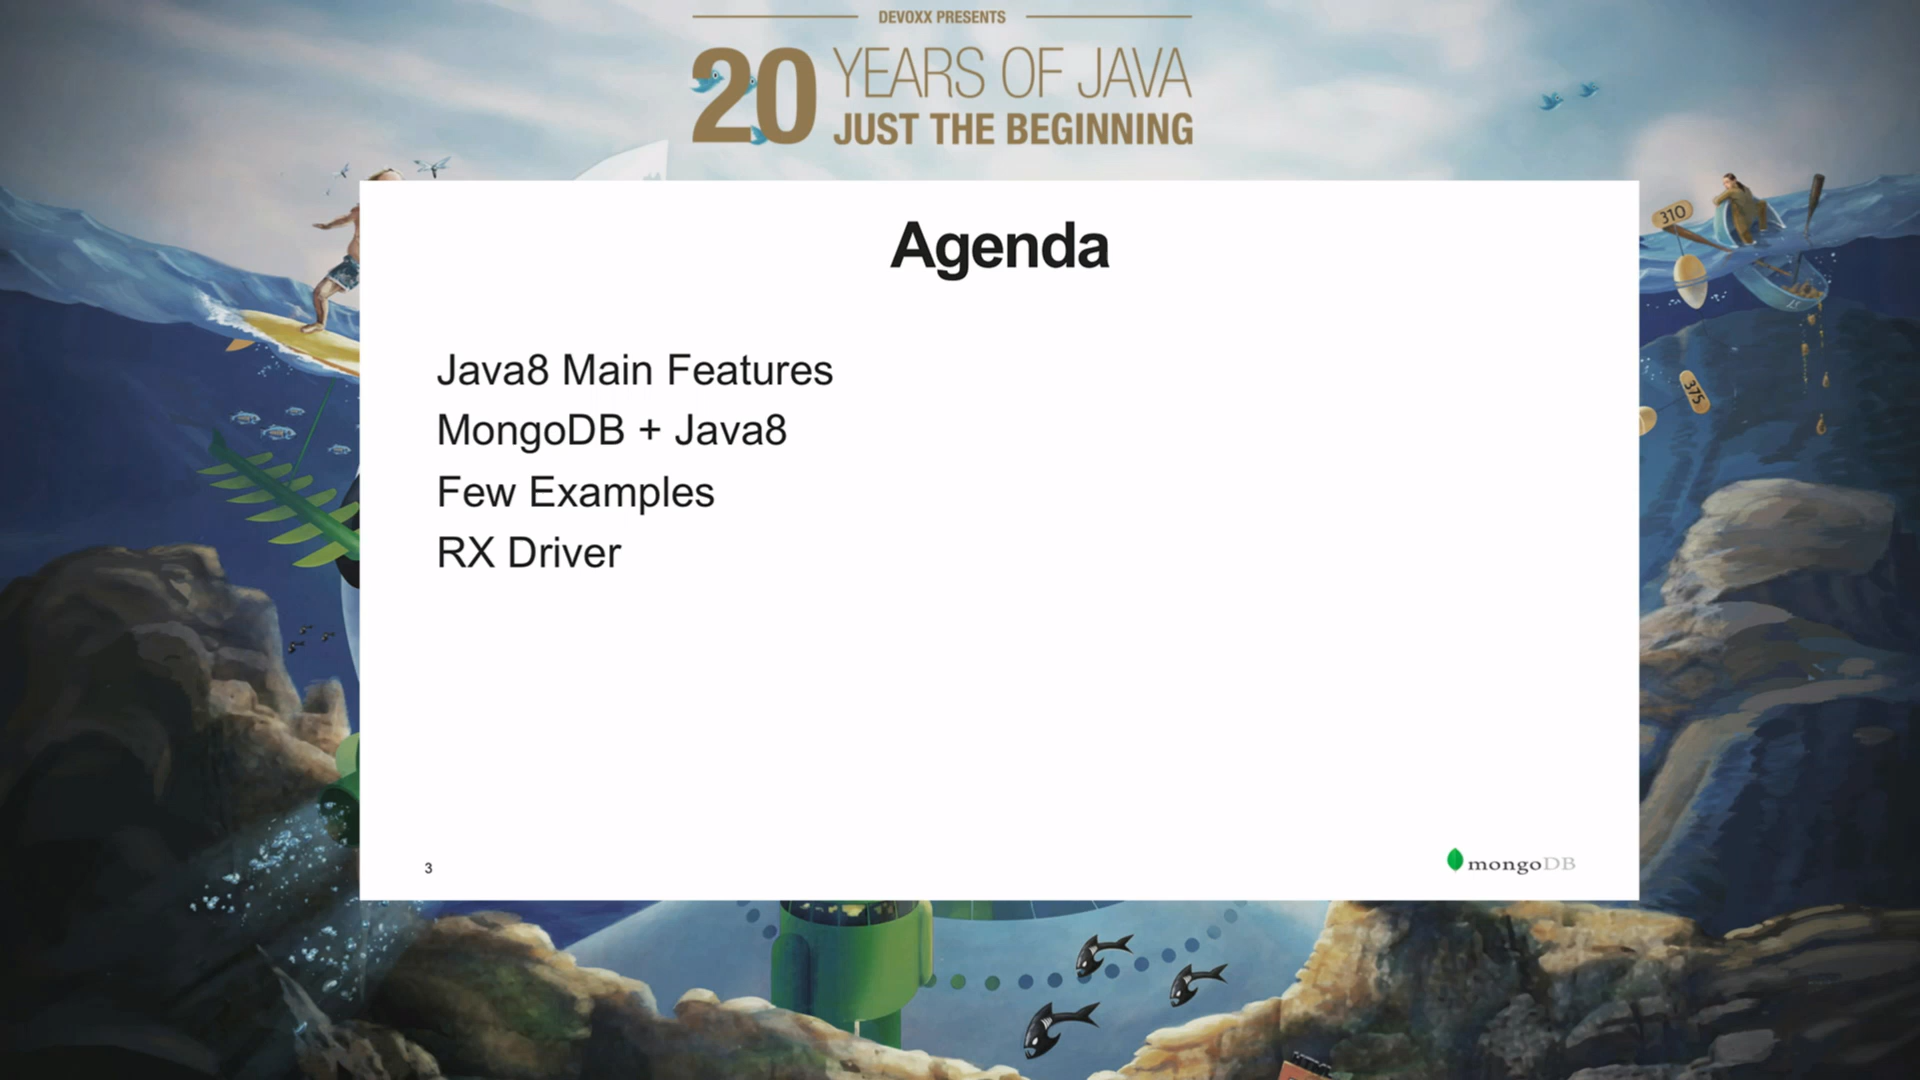 DEVOXX PRESENTS
20 YEARS OF JAVA
JUST THE BEGINNING
310
375
Agenda
Java8 Main Features
MongoDB + Java8
Few Examples
RX Driver
3
mongoDB